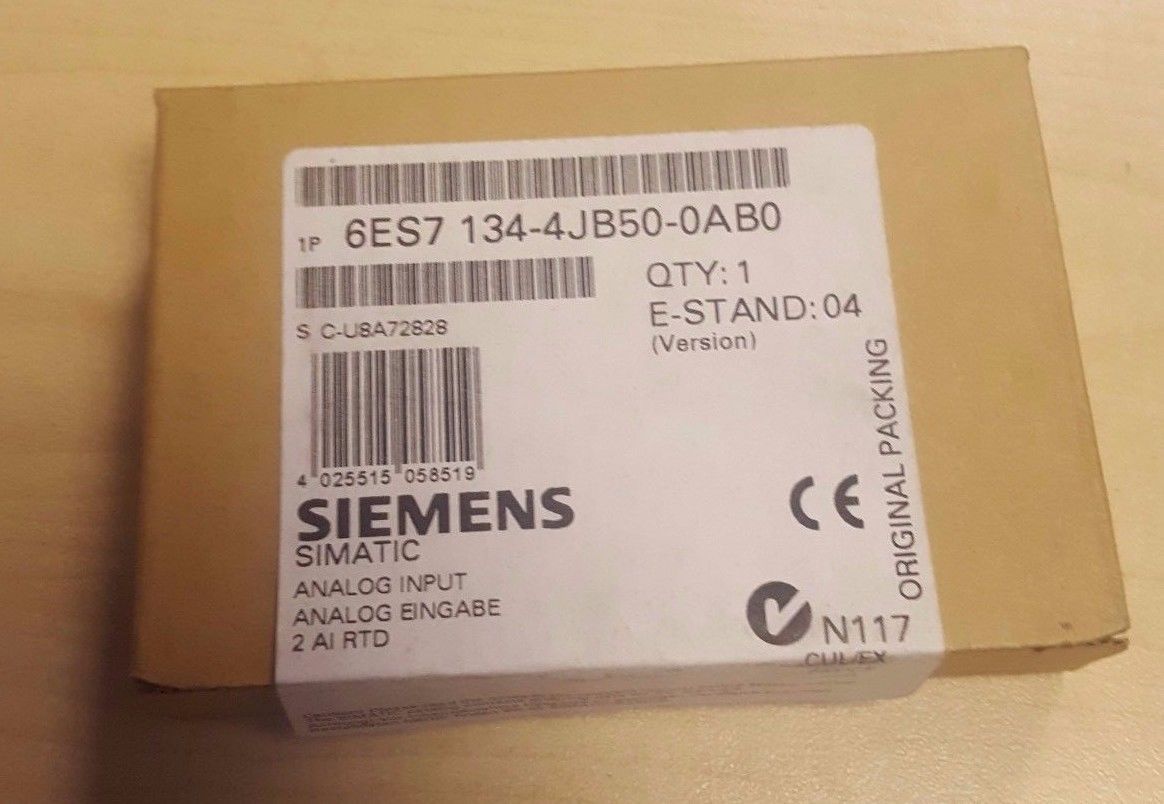 1P 6ES7 134-4JB50-0AB0
QTY: 1
E-STAND: 04
(Version)
S C-U8A72828
4 025515 058519
SIEMENS
SIMATIC
ANALOG INPUT
ANALOG EINGABE
2 AI RTD
CE
N117
ORIGINAL PACKING